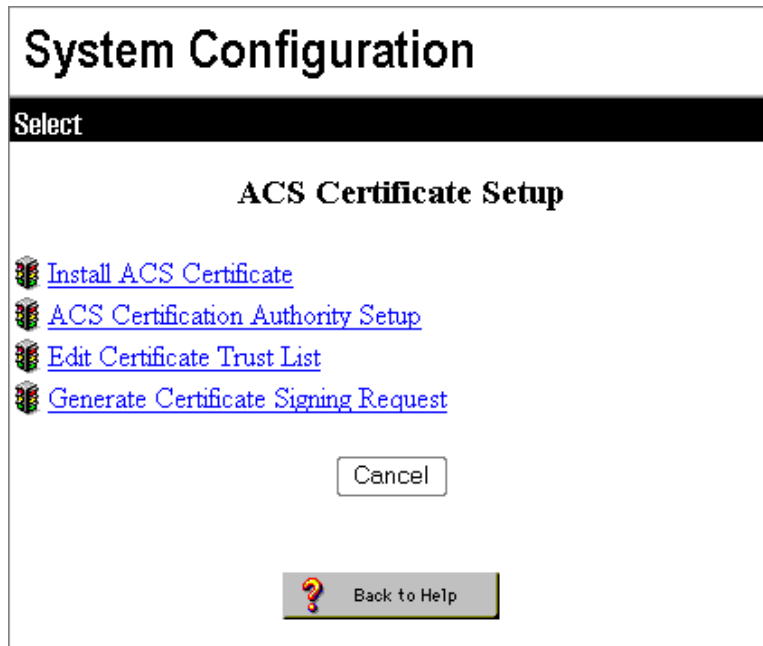 System Configuration
Select
ACS Certificate Setup
Install ACS Certificate
ACS Certification Authority Setup
Edit Certificate Trust List
Generate Certificate Signing Request
Cancel
Back to Help